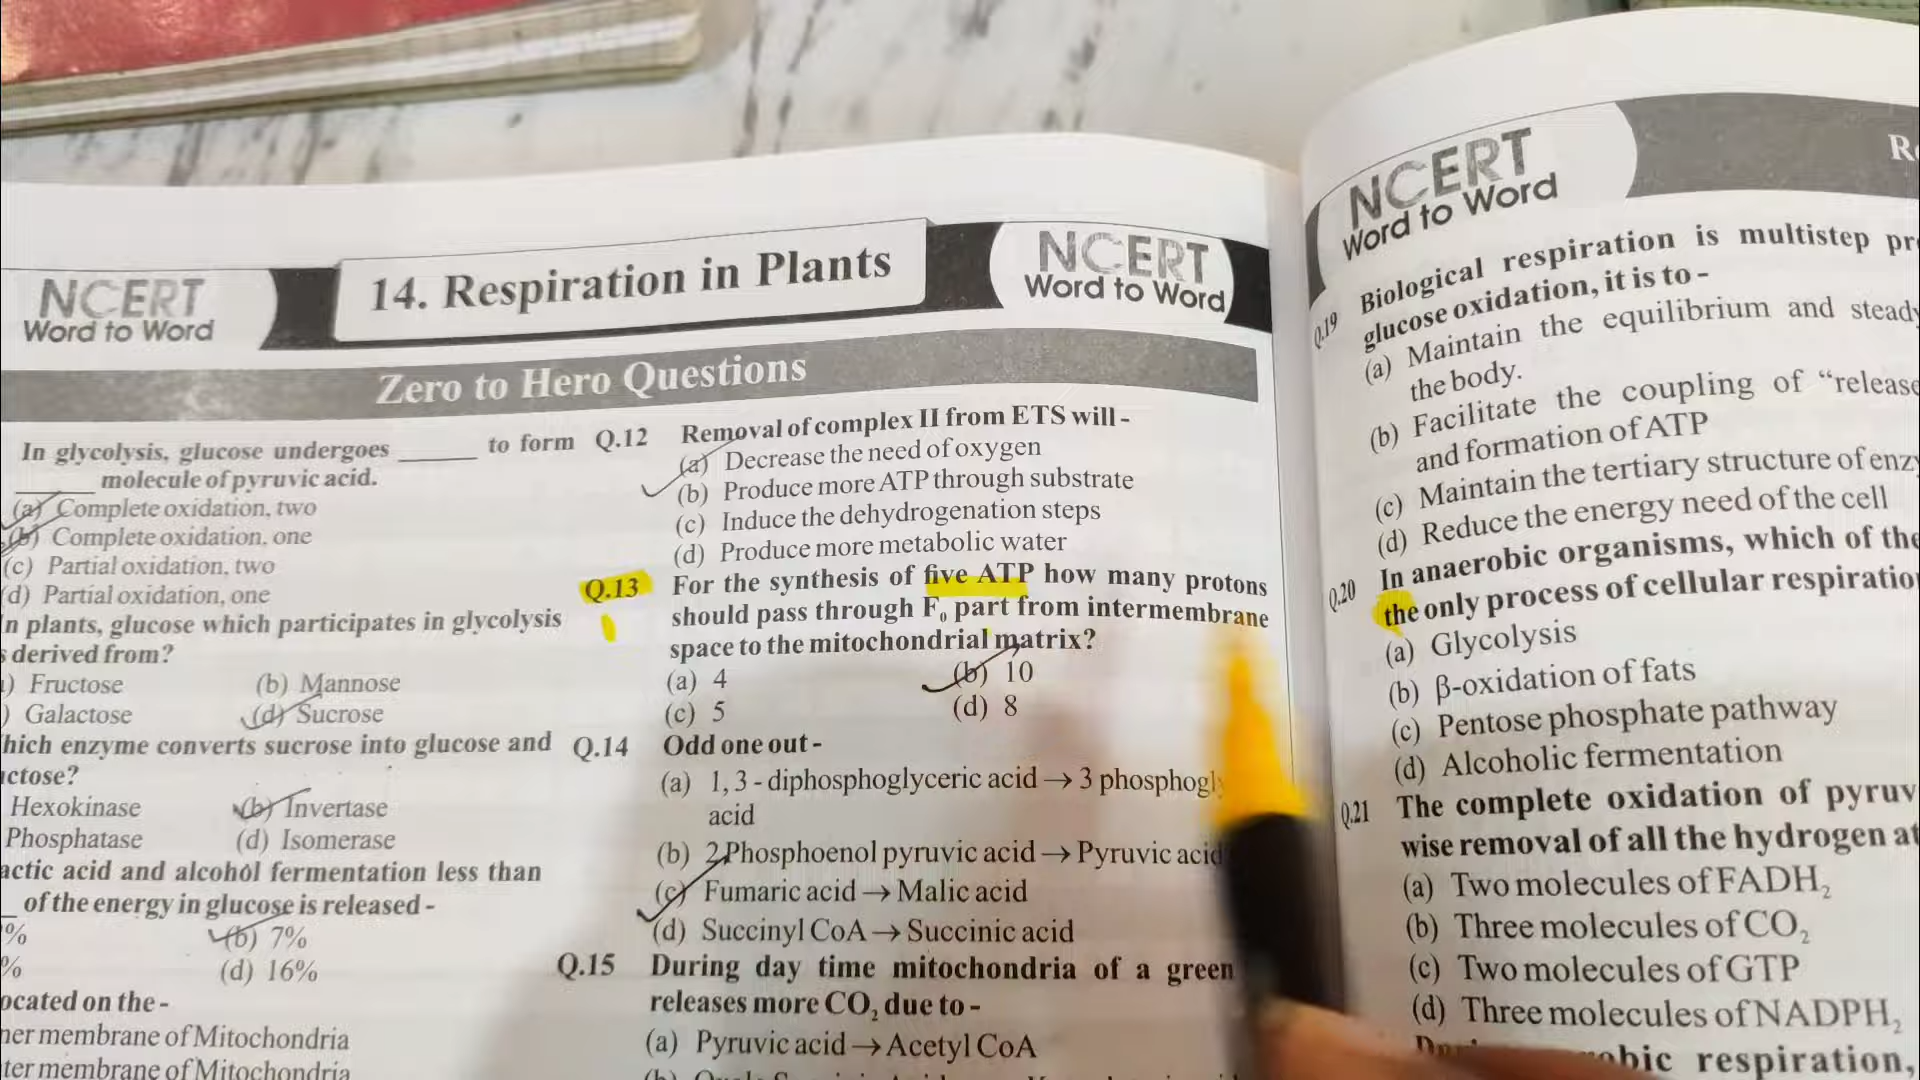 NCERT
Word to Word
14. Respiration in Plants
NCERT
Word to Word
Zero to Hero Questions
In glycolysis, glucose undergoes ______ to form
______ molecule of pyruvic acid.
(a) Complete oxidation, two
(b) Complete oxidation, one
(c) Partial oxidation, two
(d) Partial oxidation, one
In plants, glucose which participates in glycolysis
s derived from?
) Fructose (b) Mannose
) Galactose (d) Sucrose
hich enzyme converts sucrose into glucose and
ctose?
Hexokinase (b) Invertase
Phosphatase (d) Isomerase
actic acid and alcohol fermentation less than
_ of the energy in glucose is released -
% (b) 7%
% (d) 16%
ocated on the -
ner membrane of Mitochondria
ter membrane of Mitochondria
Q.12 Removal of complex II from ETS will -
(a) Decrease the need of oxygen
(b) Produce more ATP through substrate
(c) Induce the dehydrogenation steps
(d) Produce more metabolic water
Q.13 For the synthesis of five ATP how many protons
should pass through F₀ part from intermembrane
space to the mitochondrial matrix?
(a) 4 (b) 10
(c) 5 (d) 8
Q.14 Odd one out -
(a) 1, 3 - diphosphoglyceric acid → 3 phosphogly
acid
(b) 2 Phosphoenol pyruvic acid → Pyruvic acid
(c) Fumaric acid → Malic acid
(d) Succinyl CoA → Succinic acid
Q.15 During day time mitochondria of a green
releases more CO₂ due to -
(a) Pyruvic acid → Acetyl CoA
NCERT
Word to Word
R
Q.19 Biological respiration is multistep pr
glucose oxidation, it is to -
(a) Maintain the equilibrium and steady
the body.
(b) Facilitate the coupling of “release
and formation of ATP
(c) Maintain the tertiary structure of enzy
(d) Reduce the energy need of the cell
Q.20 In anaerobic organisms, which of the
the only process of cellular respiratio
(a) Glycolysis
(b) β-oxidation of fats
(c) Pentose phosphate pathway
(d) Alcoholic fermentation
Q.21 The complete oxidation of pyruv
wise removal of all the hydrogen at
(a) Two molecules of FADH₂
(b) Three molecules of CO₂
(c) Two molecules of GTP
(d) Three molecules of NADPH₂
obic respiration,